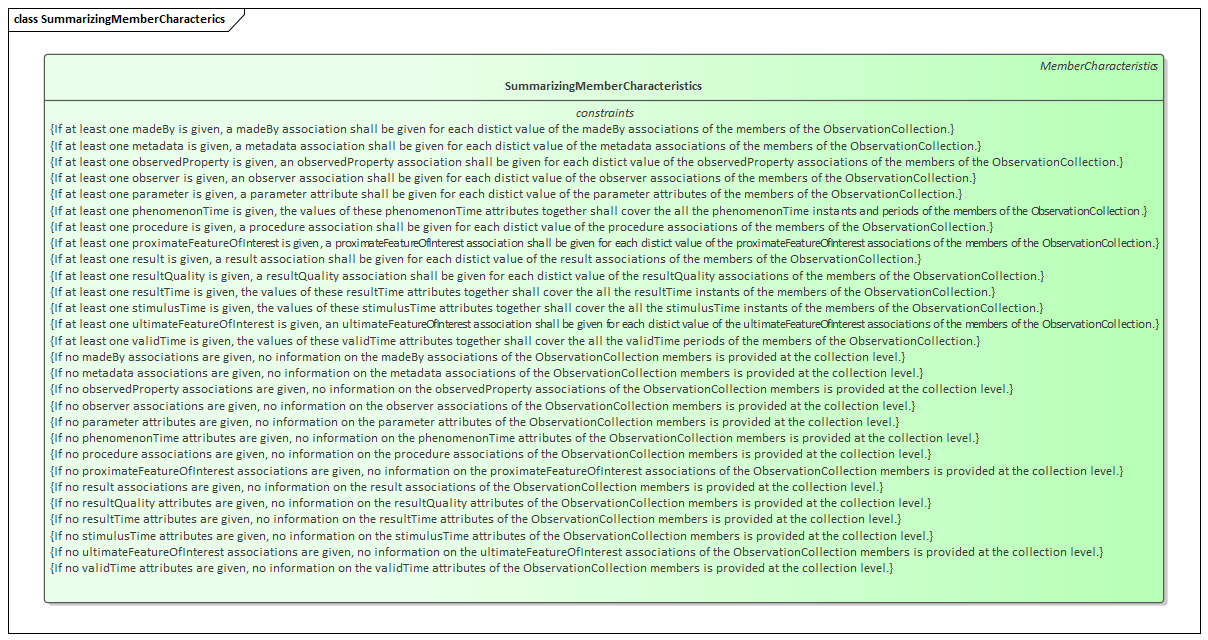 class SummarizingMemberCharacterics
MemberCharacteristics
SummarizingMemberCharacteristics
constraints
{If at least one madeBy is given, a madeBy association shall be given for each distict value of the madeBy associations of the members of the ObservationCollection.}
{If at least one metadata is given, a metadata association shall be given for each distict value of the metadata associations of the members of the ObservationCollection.}
{If at least one observedProperty is given, an observedProperty association shall be given for each distict value of the observedProperty associations of the members of the ObservationCollection.}
{If at least one observer is given, an observer association shall be given for each distict value of the observer associations of the members of the ObservationCollection.}
{If at least one parameter is given, a parameter attribute shall be given for each distict value of the parameter attributes of the members of the ObservationCollection.}
{If at least one phenomenonTime is given, the values of these phenomenonTime attributes together shall cover the all the phenomenonTime instants and periods of the members of the ObservationCollection.}
{If at least one procedure is given, a procedure association shall be given for each distict value of the procedure associations of the members of the ObservationCollection.}
{If at least one proximateFeatureOfInterest is given, a proximateFeatureOfInterest association shall be given for each distict value of the proximateFeatureOfInterest associations of the members of the ObservationCollection.}
{If at least one result is given, a result association shall be given for each distict value of the result associations of the members of the ObservationCollection.}
{If at least one resultQuality is given, a resultQuality association shall be given for each distict value of the resultQuality associations of the members of the ObservationCollection.}
{If at least one resultTime is given, the values of these resultTime attributes together shall cover the all the resultTime instants of the members of the ObservationCollection.}
{If at least one stimulusTime is given, the values of these stimulusTime attributes together shall cover the all the stimulusTime instants of the members of the ObservationCollection.}
{If at least one ultimateFeatureOfInterest is given, an ultimateFeatureOfInterest association shall be given for each distict value of the ultimateFeatureOfInterest associations of the members of the ObservationCollection.}
{If at least one validTime is given, the values of these validTime attributes together shall cover the all the validTime periods of the members of the ObservationCollection.}
{If no madeBy associations are given, no information on the madeBy associations of the ObservationCollection members is provided at the collection level.}
{If no metadata associations are given, no information on the metadata associations of the ObservationCollection members is provided at the collection level.}
{If no observedProperty associations are given, no information on the observedProperty associations of the ObservationCollection members is provided at the collection level.}
{If no observer associations are given, no information on the observer associations of the ObservationCollection members is provided at the collection level.}
{If no parameter attributes are given, no information on the parameter attributes of the ObservationCollection members is provided at the collection level.}
{If no phenomenonTime attributes are given, no information on the phenomenonTime attributes of the ObservationCollection members is provided at the collection level.}
{If no procedure associations are given, no information on the procedure associations of the ObservationCollection members is provided at the collection level.}
{If no proximateFeatureOfInterest associations are given, no information on the proximateFeatureOfInterest associations of the ObservationCollection members is provided at the collection level.}
{If no result associations are given, no information on the result associations of the ObservationCollection members is provided at the collection level.}
{If no resultQuality attributes are given, no information on the resultQuality attributes of the ObservationCollection members is provided at the collection level.}
{If no resultTime attributes are given, no information on the resultTime attributes of the ObservationCollection members is provided at the collection level.}
{If no stimulusTime attributes are given, no information on the stimulusTime attributes of the ObservationCollection members is provided at the collection level.}
{If no ultimateFeatureOfInterest associations are given, no information on the ultimateFeatureOfInterest associations of the ObservationCollection members is provided at the collection level.}
{If no validTime attributes are given, no information on the validTime attributes of the ObservationCollection members is provided at the collection level.}